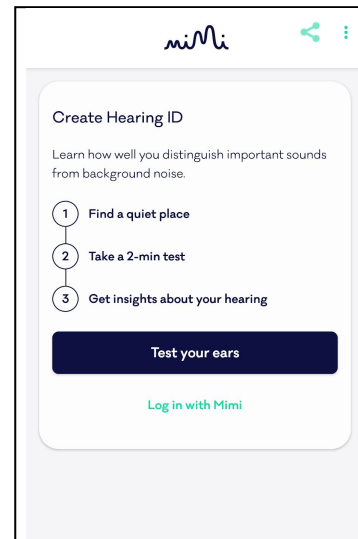 mimi
Create Hearing ID
Learn how well you distinguish important sounds
from background noise.
1 Find a quiet place
2 Take a 2-min test
3 Get insights about your hearing
Test your ears
Log in with Mimi